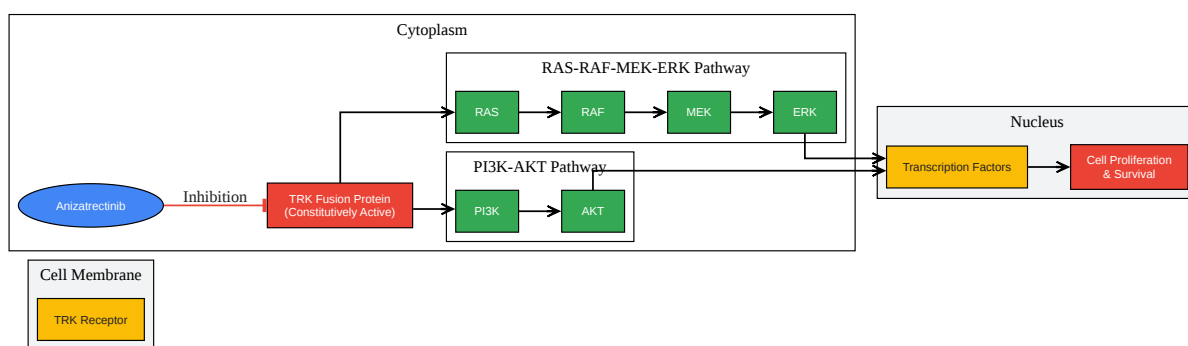 Cytoplasm
RAS-RAF-MEK-ERK Pathway
RAS
RAF
MEK
ERK
Nucleus
Transcription Factors
Cell Proliferation
& Survival
PI3K-AKT Pathway
Anizatrectinib
Inhibition
TRK Fusion Protein
(Constitutively Active)
PI3K
AKT
Cell Membrane
TRK Receptor